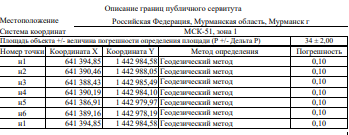 Описание границ публичного сервитута
Местоположение Российская Федерация, Мурманская область, Мурманск г
Система координат МСК-51, зона 1
Площадь объекта +/- величина погрешности определения площади (Р +/- Дельта Р) 34 ± 2,00
Номер точки Координата X Координата Y Метод определения Погрешность
н1 641 394,85 1 442 984,58 Геодезический метод 0,10
н2 641 390,46 1 442 988,05 Геодезический метод 0,10
н3 641 388,43 1 442 985,49 Геодезический метод 0,10
н4 641 390,19 1 442 984,10 Геодезический метод 0,10
н5 641 386,91 1 442 979,97 Геодезический метод 0,10
н6 641 389,16 1 442 978,19 Геодезический метод 0,10
н1 641 394,85 1 442 984,58 Геодезический метод 0,10